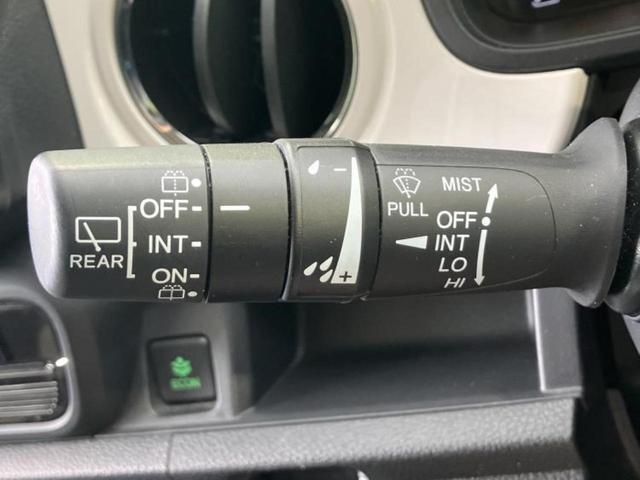 REAR
OFF
INT
ON
-
+
PULL
MIST
OFF
INT
LO
HI
ECON